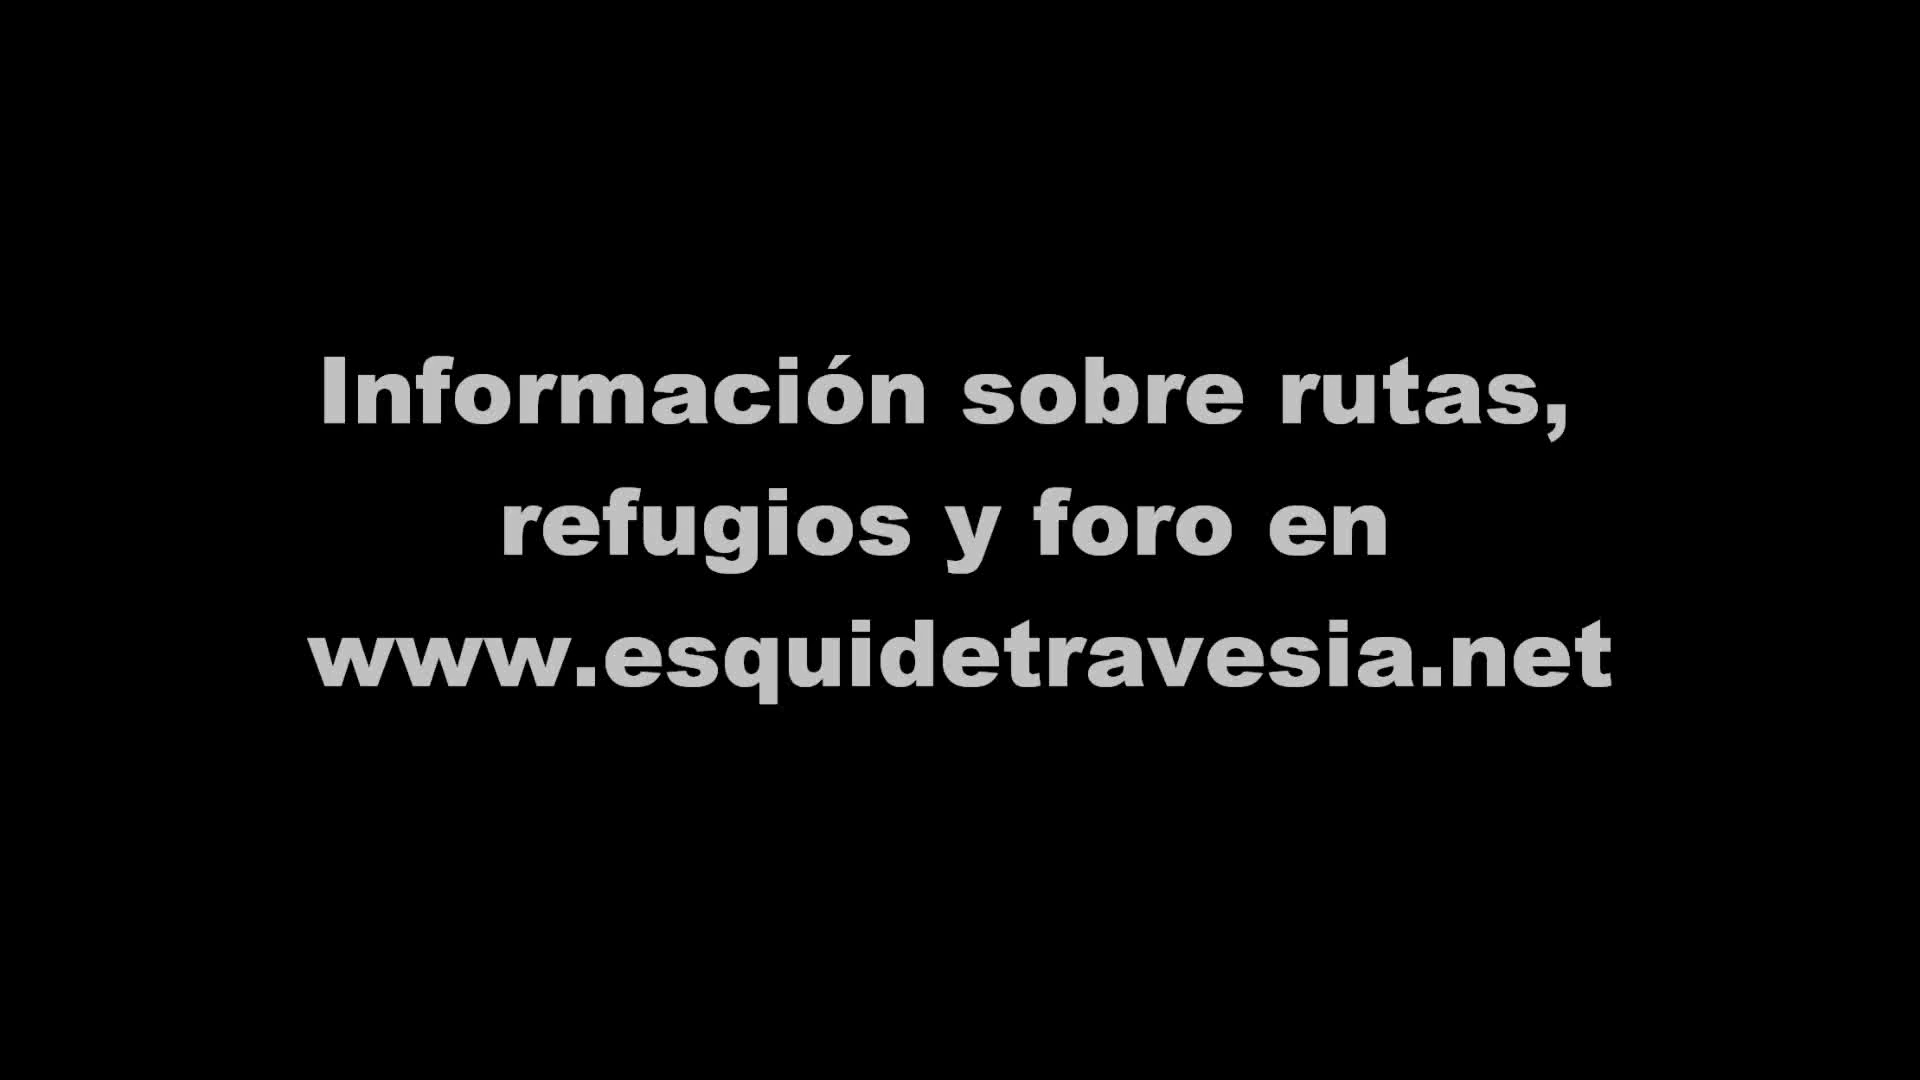 Información sobre rutas,
refugios y foro en
www.esquidetravesia.net